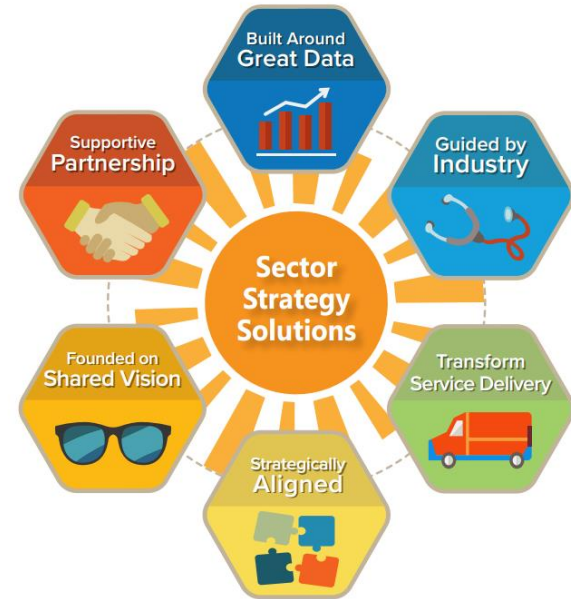 Built Around
Great Data
Guided by
Industry
Transform
Service Delivery
Strategically
Aligned
Founded on
Shared Vision
Supportive
Partnership
Sector
Strategy
Solutions